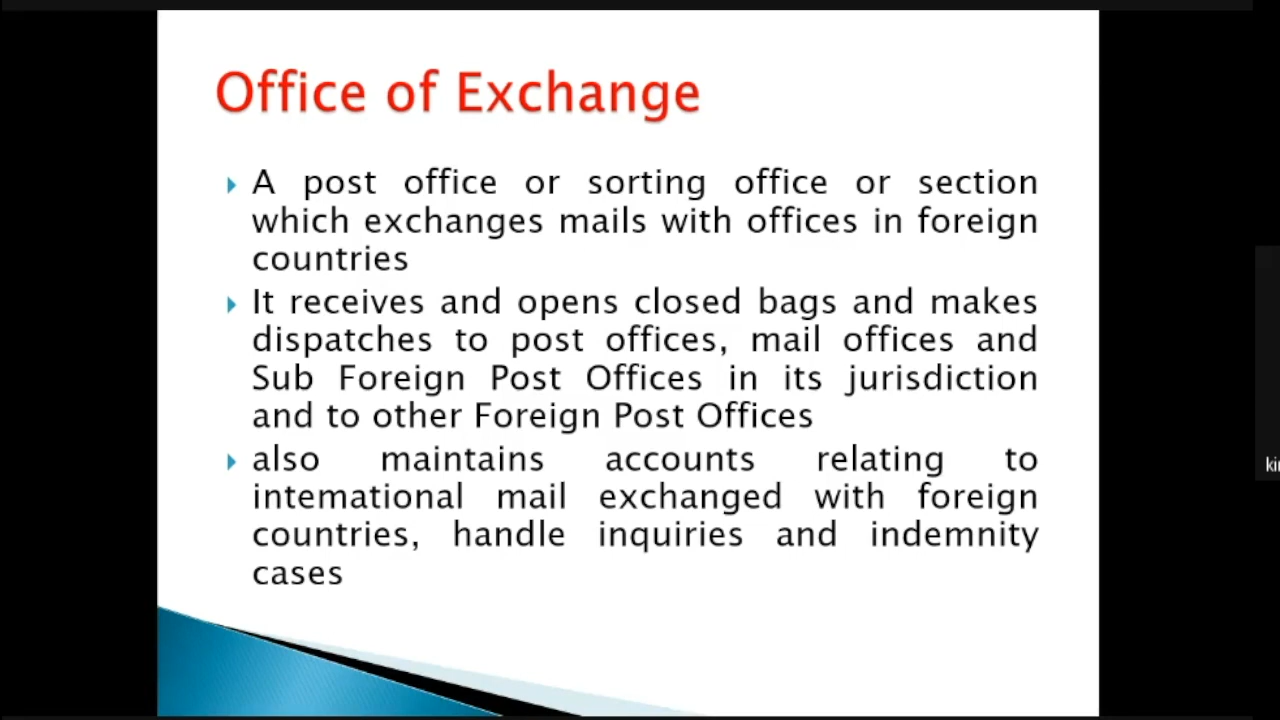 Office of Exchange
A post office or sorting office or section
which exchanges mails with offices in foreign
countries
It receives and opens closed bags and makes
dispatches to post offices, mail offices and
Sub Foreign Post Offices in its jurisdiction
and to other Foreign Post Offices
also maintains accounts relating to
intemational mail exchanged with foreign
countries, handle inquiries and indemnity
cases